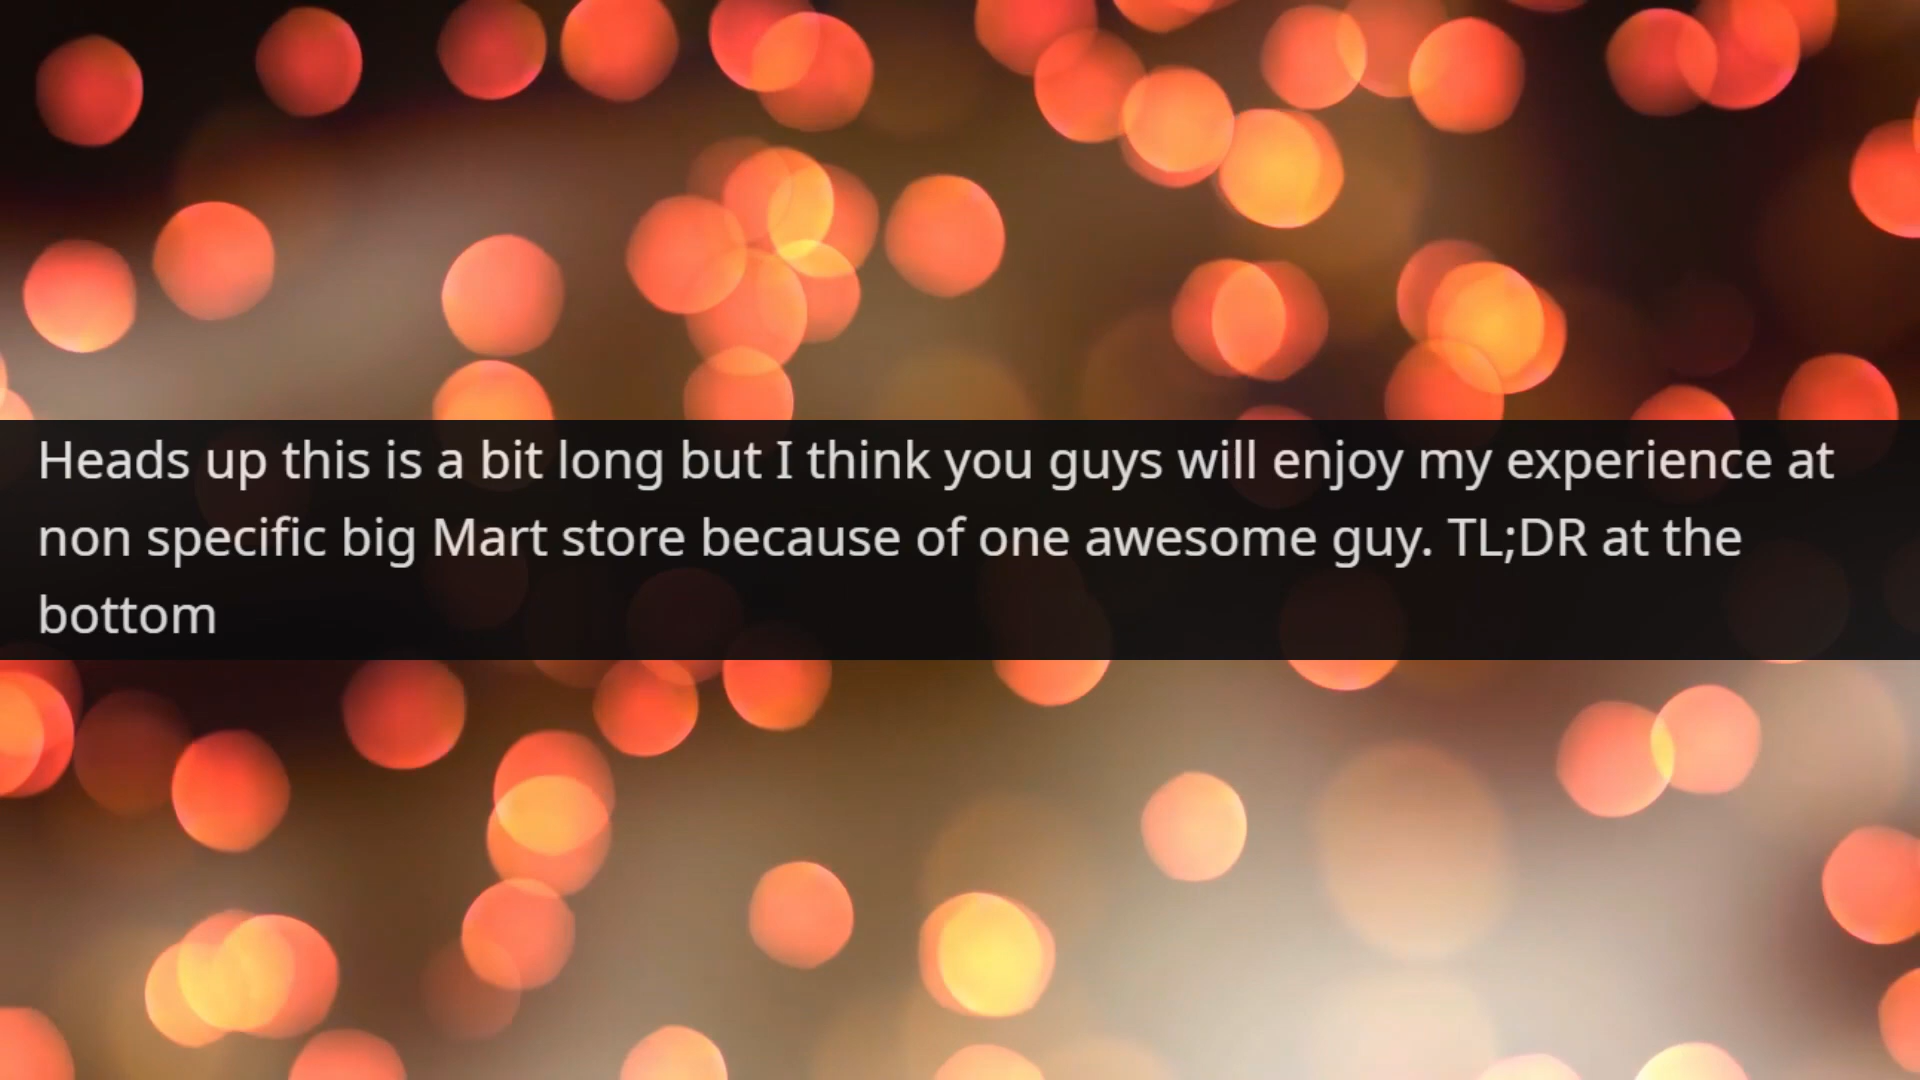 Heads up this is a bit long but I think you guys will enjoy my experience at
non specific big Mart store because of one awesome guy. TL;DR at the
bottom